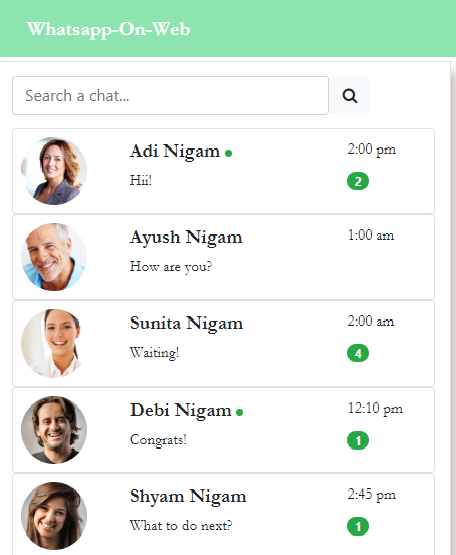 Whatsapp-On-Web
Search a chat...
Adi Nigam 2:00 pm
Hii! 2
Ayush Nigam 1:00 am
How are you?
Sunita Nigam 2:00 am
Waiting! 4
Debi Nigam 12:10 pm
Congrats! 1
Shyam Nigam 2:45 pm
What to do next? 1